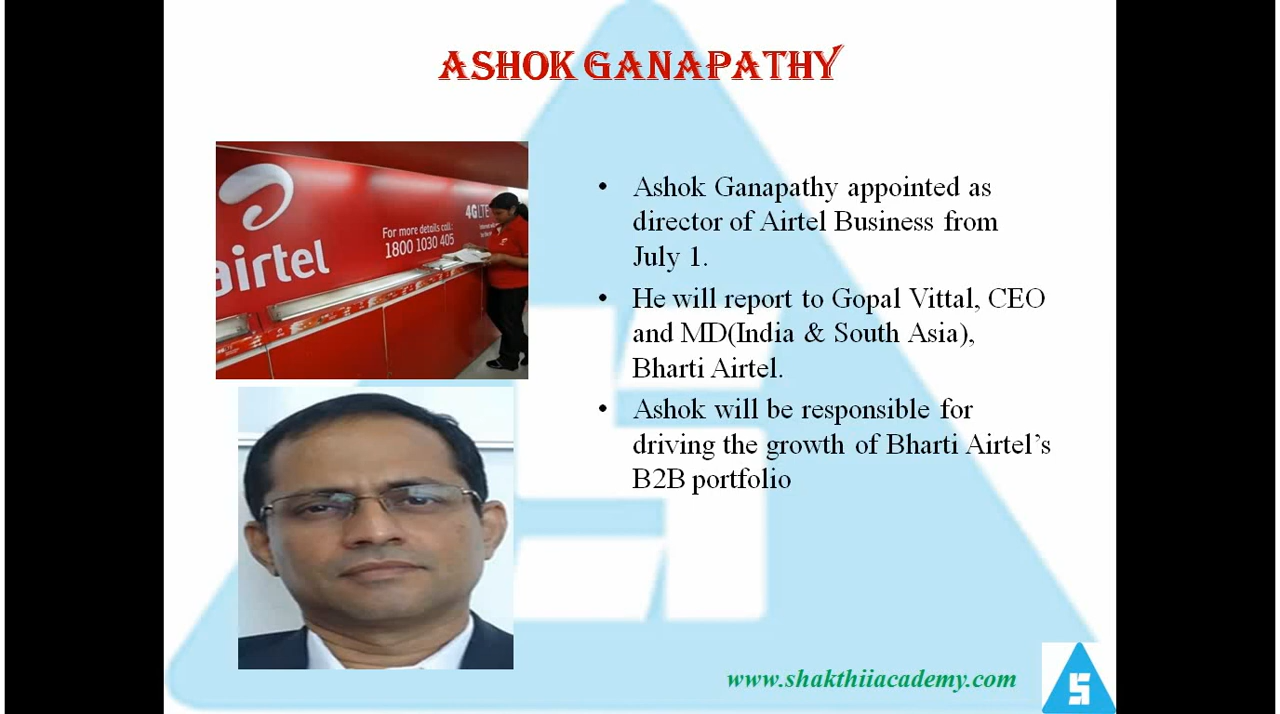 ASHOK GANAPATHY
airtel
4G LTE
For more details call:
1800 1030 405
• Ashok Ganapathy appointed as
director of Airtel Business from
July 1.
• He will report to Gopal Vittal, CEO
and MD(India & South Asia),
Bharti Airtel.
• Ashok will be responsible for
driving the growth of Bharti Airtel’s
B2B portfolio
www.shakthiiacademy.com
S